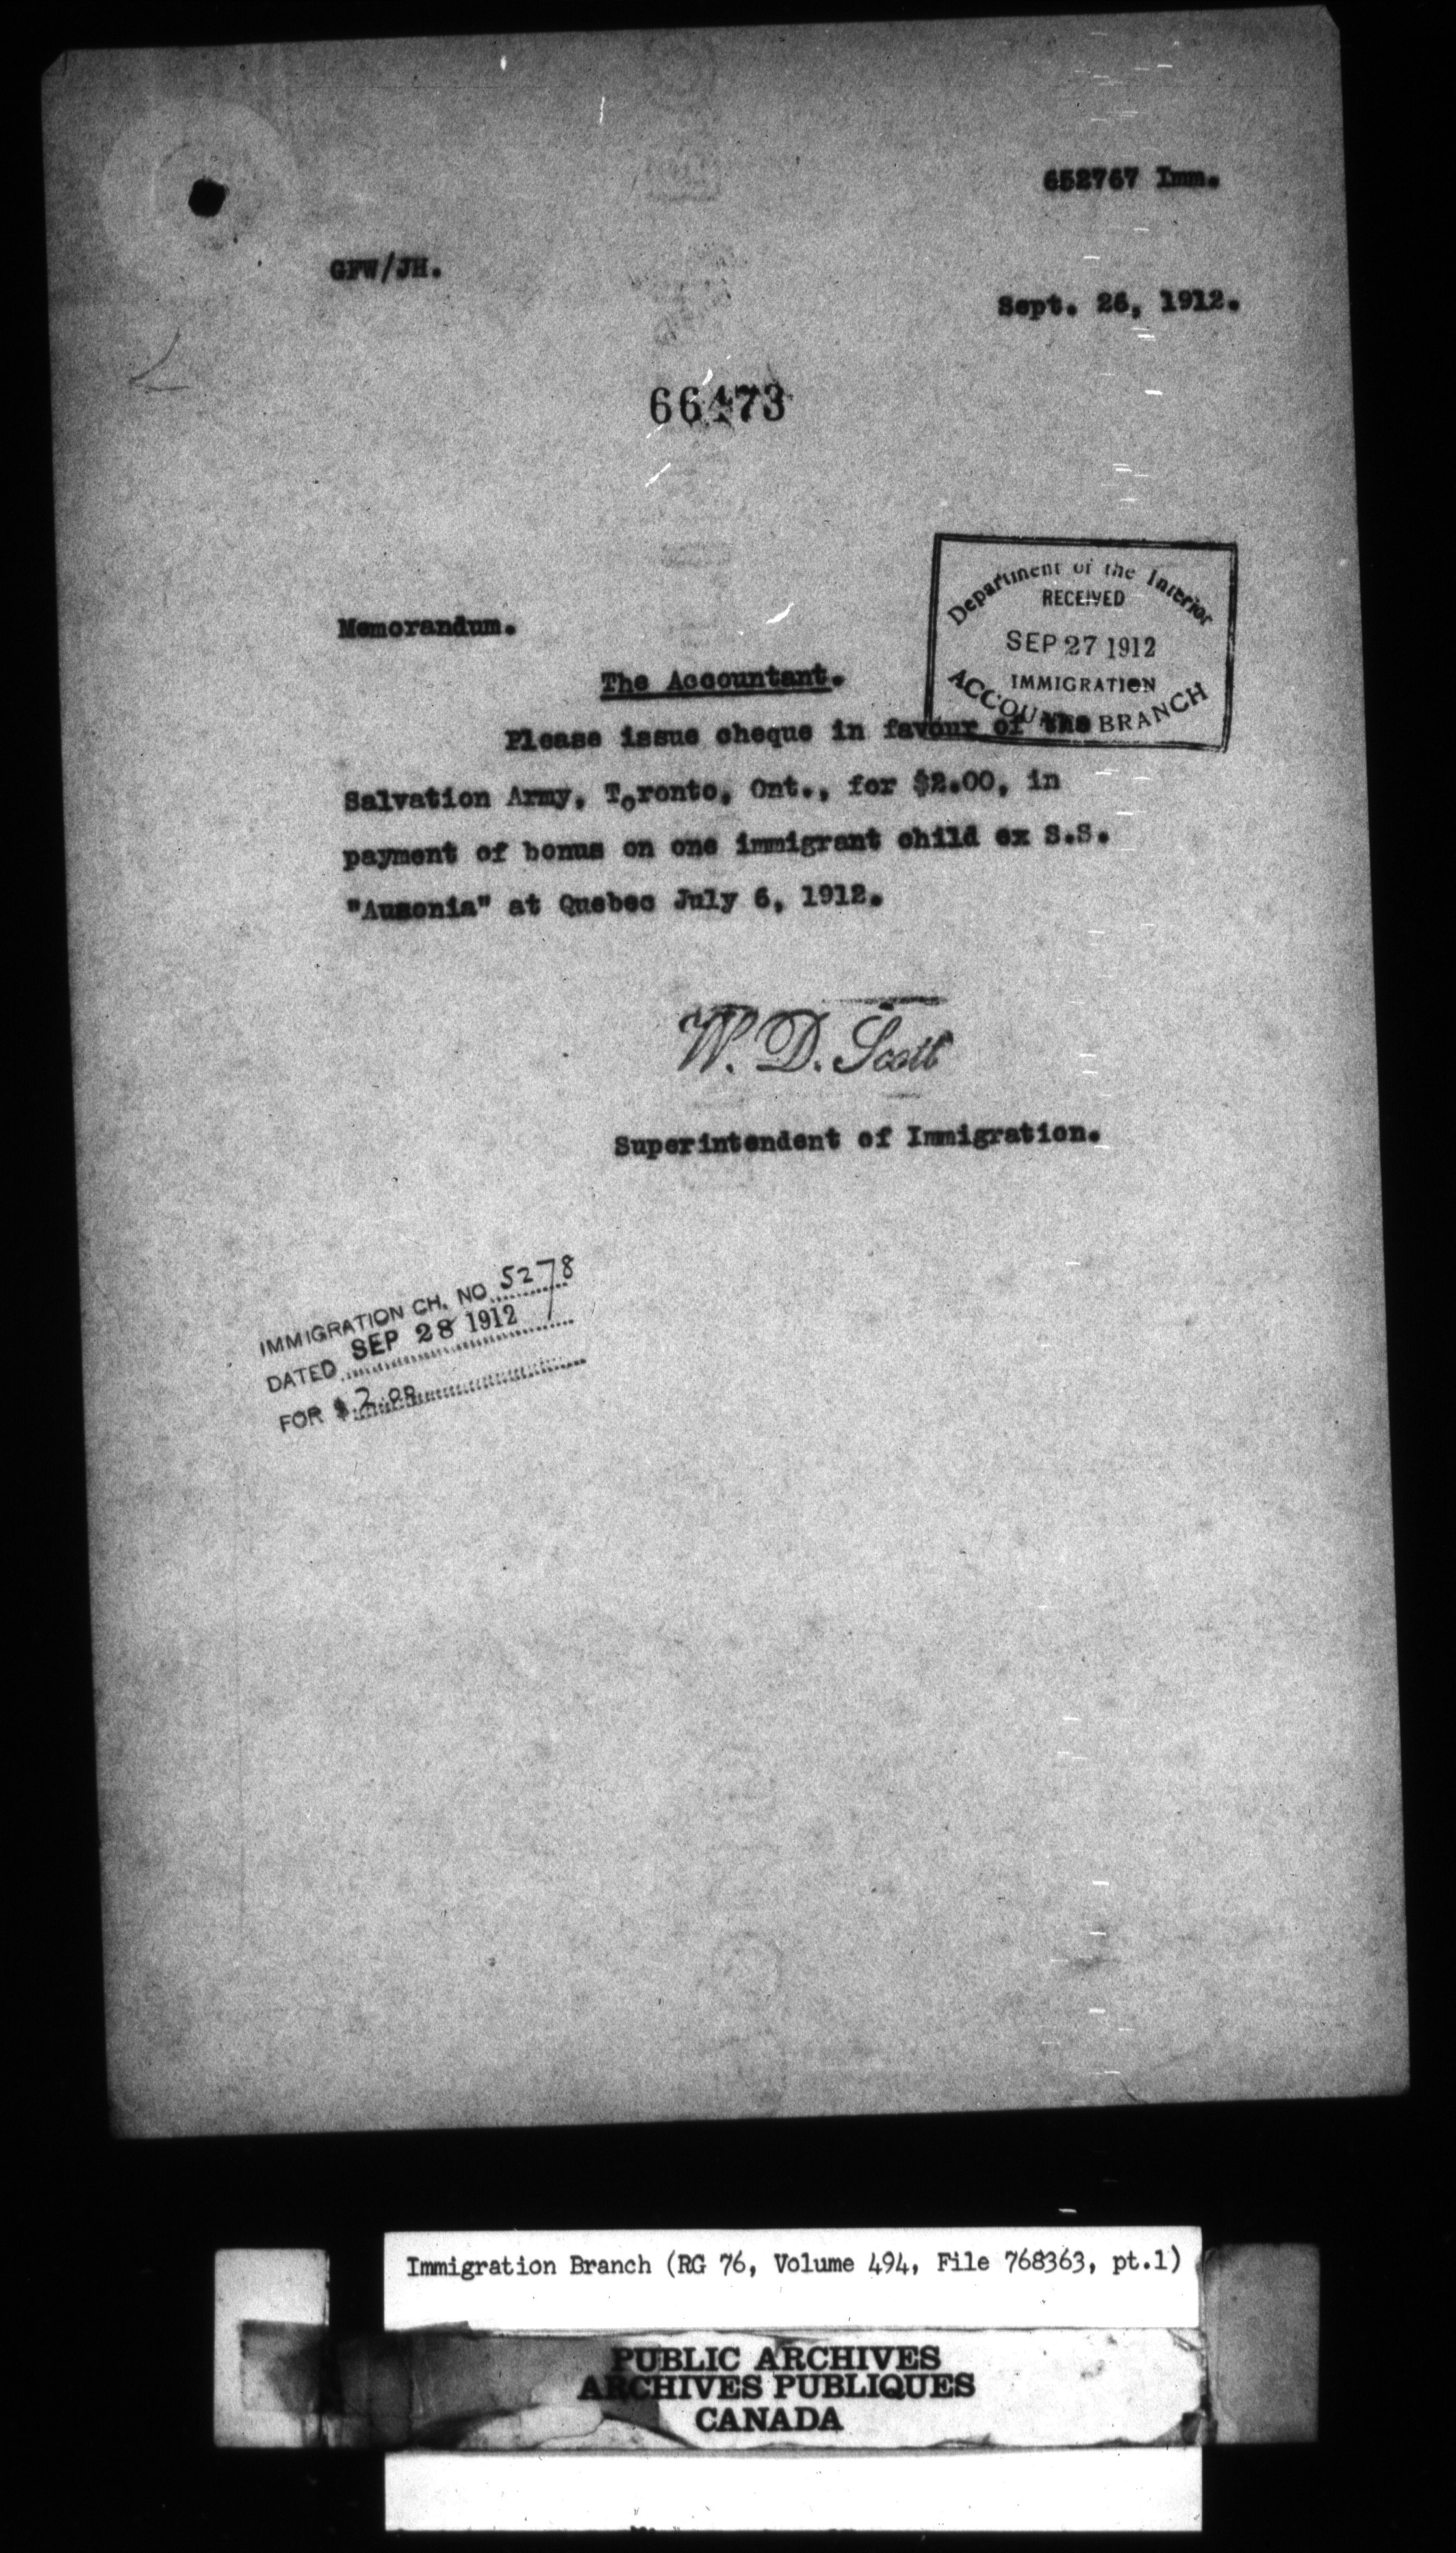 652767 Imm.
GFW/JH.
Sept. 26, 1912.
66473
Department of the Interior
RECEIVED
SEP 27 1912
IMMIGRATION
ACCOUNTS BRANCH
Memorandum.
The Accountant.
Please issue cheque in favour of the
Salvation Army, Toronto, Ont., for $2.00, in
payment of bonus on one immigrant child ex S.S.
"Ausonia" at Quebec July 6, 1912.
W. D. Scott
Superintendent of Immigration.
IMMIGRATION CH. NO. 5278
DATED SEP 28 1912
FOR $ 2.00
Immigration Branch (RG 76, Volume 494, File 768363, pt.1)
PUBLIC ARCHIVES
ARCHIVES PUBLIQUES
CANADA